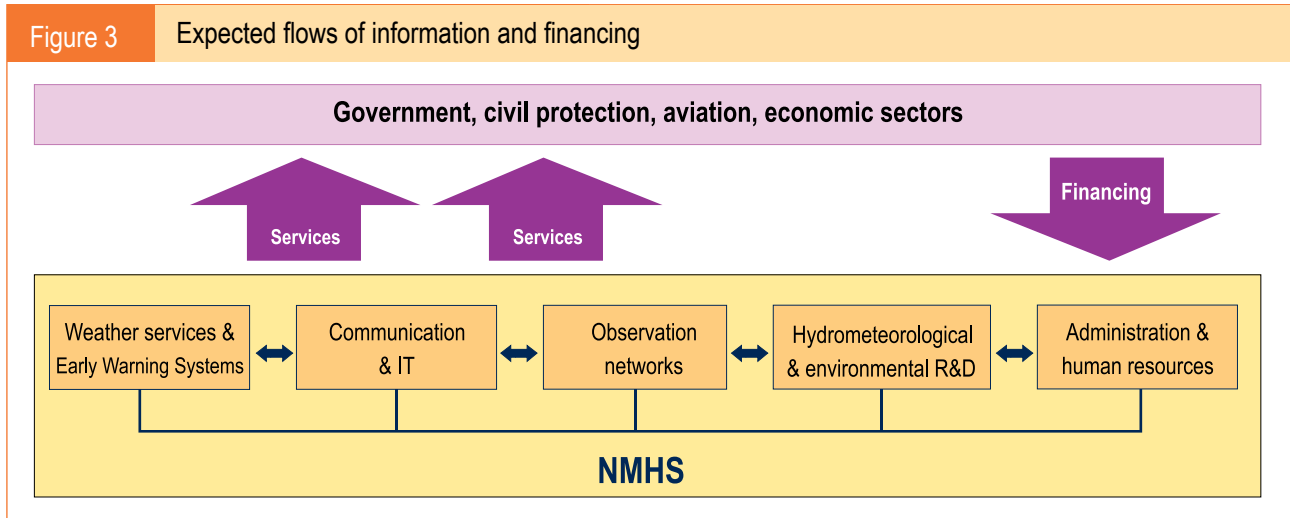 Figure 3
Expected flows of information and financing
Government, civil protection, aviation, economic sectors
Services
Services
Financing
Weather services &
Early Warning Systems
Communication
& IT
Observation
networks
Hydrometeorological
& environmental R&D
Administration &
human resources
NMHS